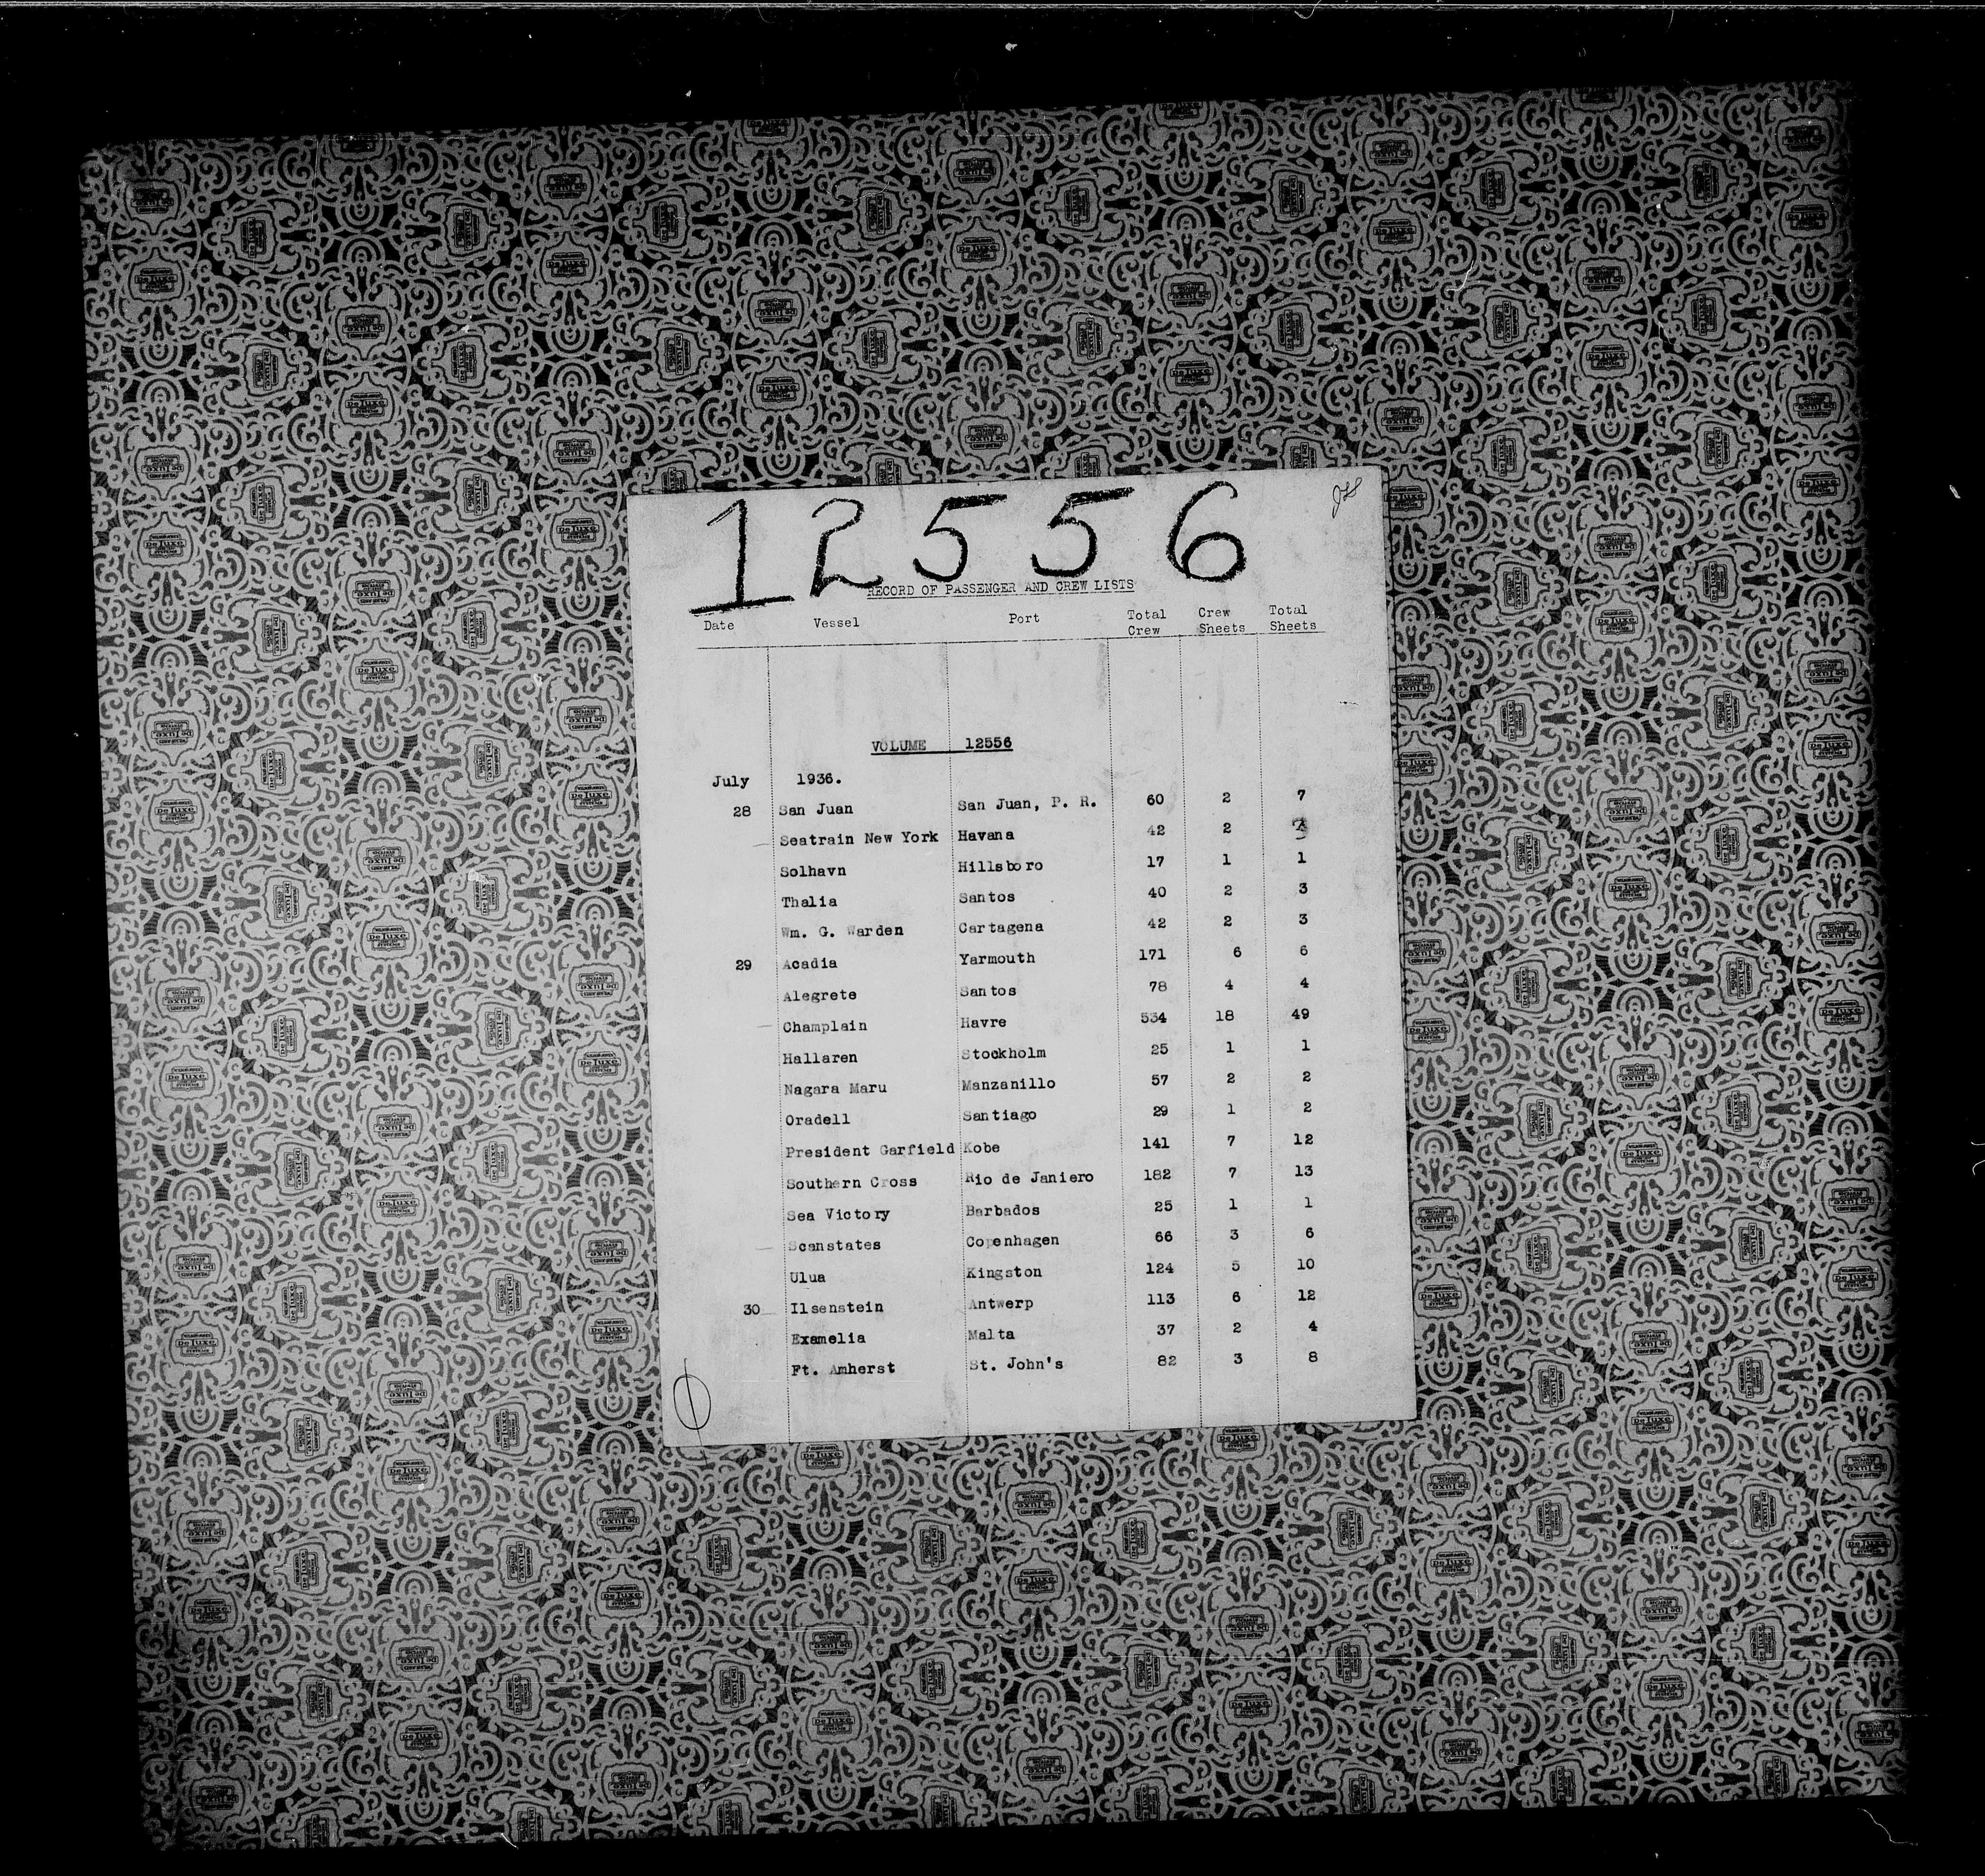 12556
RECORD OF PASSENGER AND CREW LISTS
Date Vessel Port Total Crew Crew Sheets Total Sheets
VOLUME 12556
July 1936.
28 San Juan San Juan, P. R. 60 2 7
Seatrain New York Havana 42 2
Solhavn Hillsboro 17 1 1
Thalia Santos 40 2 3
Wm. G. Warden Cartagena 42 2 3
29 Acadia Yarmouth 171 6 6
Alegrete Santos 78 4 4
Champlain Havre 534 18 49
Hallaren Stockholm 25 1 1
Nagara Maru Manzanillo 57 2 2
Oradell Santiago 29 1 2
President Garfield Kobe 141 7 12
Southern Cross Rio de Janiero 182 7 13
Sea Victory Barbados 25 1 1
Scanstates Copenhagen 66 3 6
Ulua Kingston 124 5 10
30 Ilsenstein Antwerp 113 6 12
Examelia Malta 37 2 4
Ft. Amherst St. John's 82 3 8
De Luxe